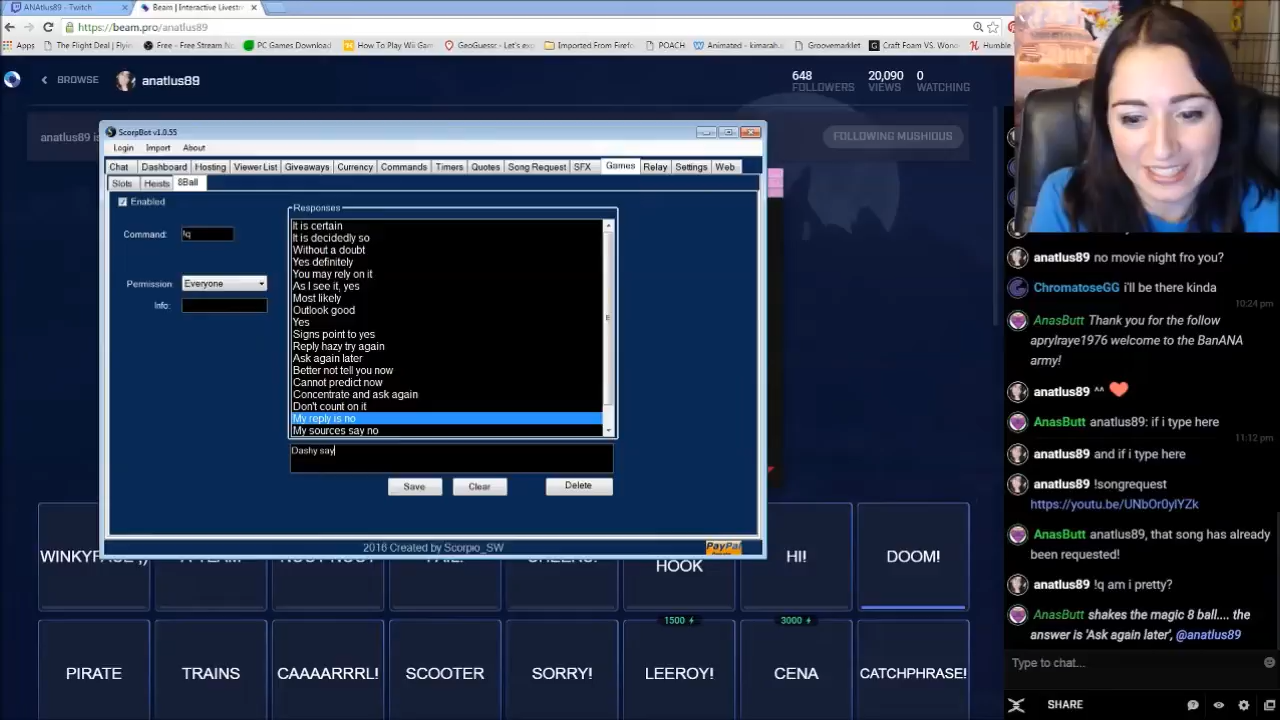 ANAtlus89 - Twitch
Beam | Interactive Livestre
https://beam.pro/anatlus89
Apps
The Flight Deal | Flyin
Free - Free Stream N
PC Games Download
How To Play Wii Gam
GeoGuessr - Let's exp
Imported From Firefo
POACH
Animated - kimarah
Groovemarket
Craft Foam VS. Wond
Humble
BROWSE
anatlus89
648
FOLLOWERS
20,090
VIEWS
0
WATCHING
anatlus89 is
FOLLOWING MUSHIOUS
ScorpBot v1.0.55
Login Import About
Chat Dashboard Hosting Viewer List Giveaways Currency Commands Timers Quotes Song Request SFX Games Relay Settings Web
Slots Heists 8Ball
Enabled
Command: !q
Permission: Everyone
Info:
Responses
It is certain
It is decidedly so
Without a doubt
Yes definitely
You may rely on it
As I see it, yes
Most likely
Outlook good
Yes
Signs point to yes
Reply hazy try again
Ask again later
Better not tell you now
Cannot predict now
Concentrate and ask again
Don't count on it
My reply is no
My sources say no
Dashy say
Save Clear Delete
2016 Created by Scorpio_SW
PayPal
HOOK
HI!
DOOM!
1500
3000
PIRATE
TRAINS
CAAARRRL!
SCOOTER
SORRY!
LEEROY!
CENA
CATCHPHRASE!
anatlus89 no movie night fro you?
ChromatoseGG i'll be there kinda
10:24 pm
AnasButt Thank you for the follow
aprylraye1976 welcome to the BanANA
army!
anatlus89 ^^
AnasButt anatlus89: if i type here
11:12 pm
anatlus89 and if i type here
anatlus89 !songrequest
https://youtu.be/UNbOr0ylYZk
AnasButt anatlus89, that song has already
been requested!
anatlus89 !q am i pretty?
AnasButt shakes the magic 8 ball.... the
answer is 'Ask again later', @anatlus89
Type to chat...
SHARE